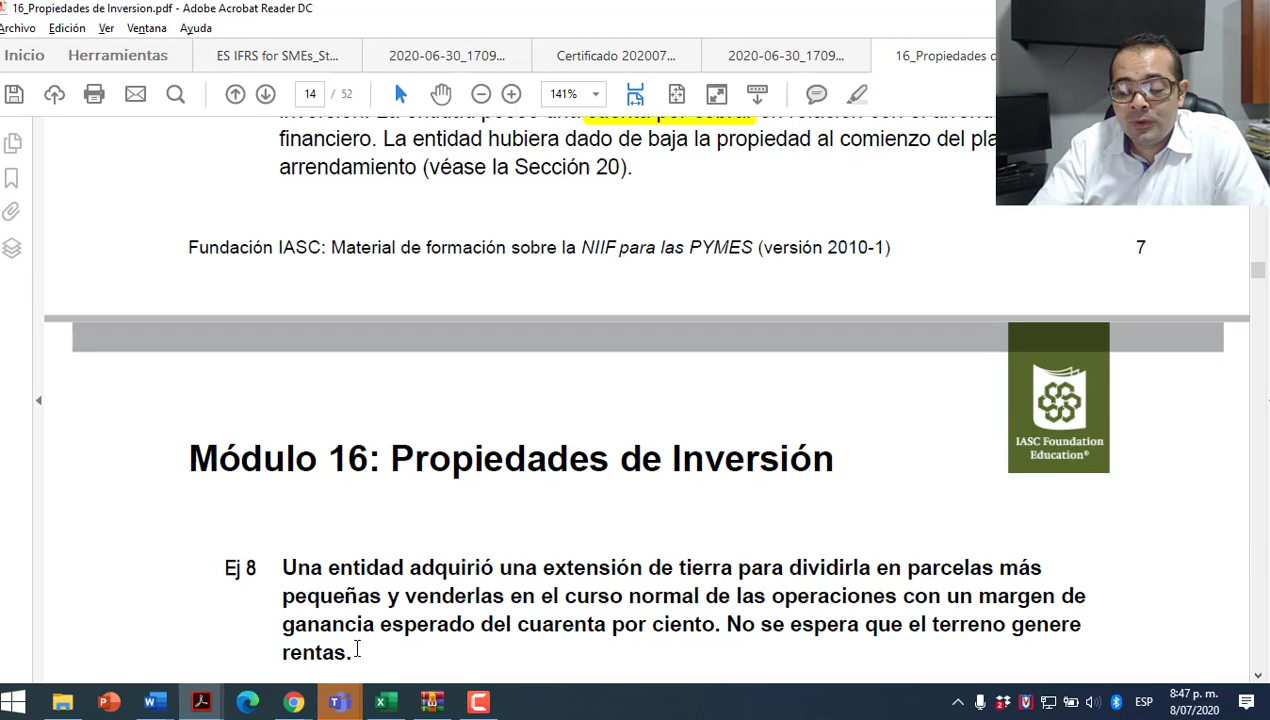 16_Propiedades de Inversion.pdf - Adobe Acrobat Reader DC
Archivo Edición Ver Ventana Ayuda
Inicio Herramientas ES IFRS for SMEs_St... 2020-06-30_1709... Certificado 202007... 2020-06-30_1709... 16_Propiedades d
14 / 52 141%
financiero. La entidad hubiera dado de baja la propiedad al comienzo del
arrendamiento (véase la Sección 20).
Fundación IASC: Material de formación sobre la NIIF para las PYMES (versión 2010-1) 7
IASC Foundation
Education®
Módulo 16: Propiedades de Inversión
Ej 8 Una entidad adquirió una extensión de tierra para dividirla en parcelas más
pequeñas y venderlas en el curso normal de las operaciones con un margen de
ganancia esperado del cuarenta por ciento. No se espera que el terreno genere
rentas.
ESP
8:47 p. m.
8/07/2020